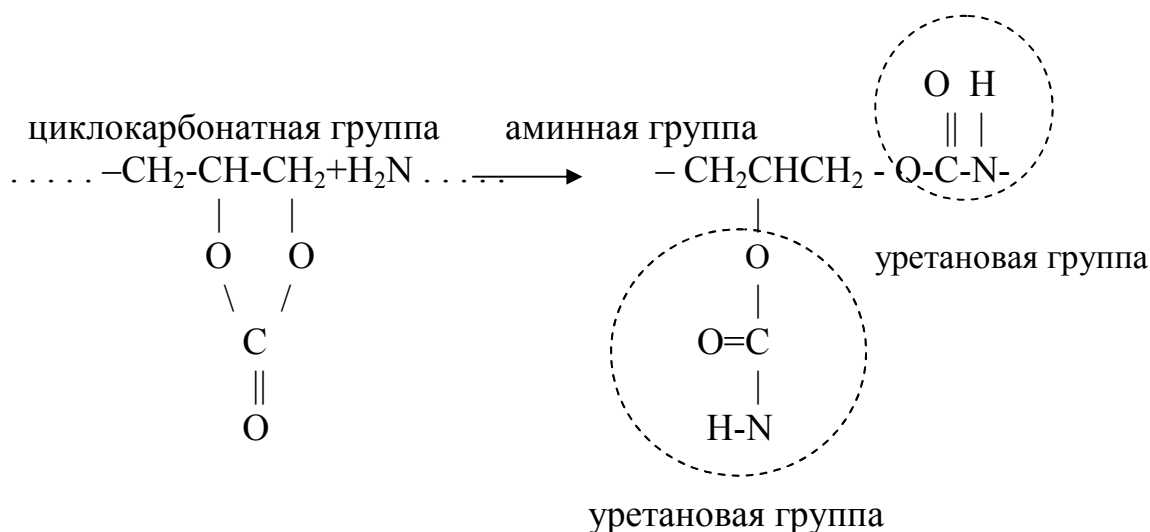 O H
циклокарбонатная группа аминная группа || |
. . . . . –CH₂-CH-CH₂+H₂N . . . . . – CH₂CHCH₂ - O-C-N-
| | |
O O O уретановая группа
\ / |
C O=C
|| |
O H-N
уретановая группа